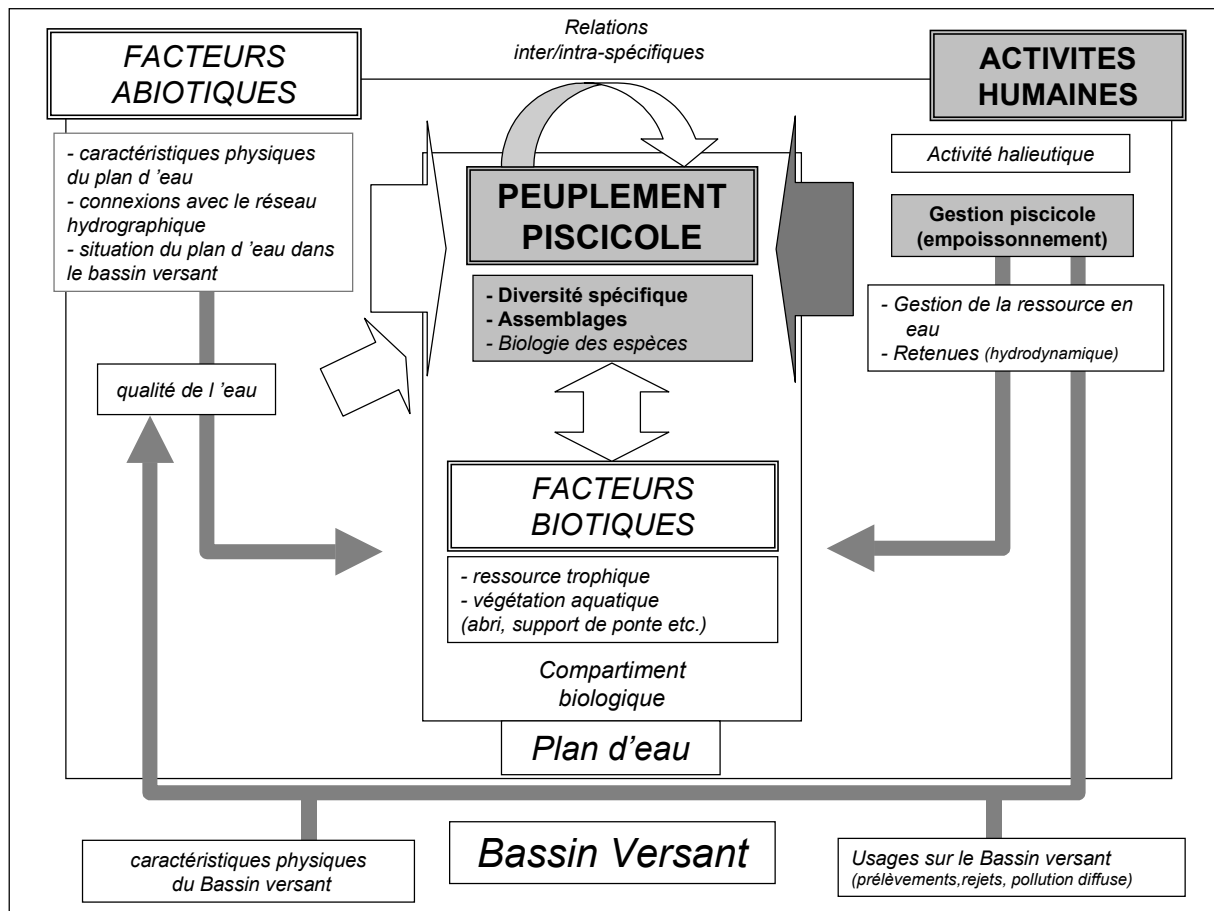 Relations
inter/intra-spécifiques
FACTEURS
ABIOTIQUES
- caractéristiques physiques
du plan d 'eau
- connexions avec le réseau
hydrographique
- situation du plan d 'eau dans
le bassin versant
qualité de l 'eau
PEUPLEMENT
PISCICOLE
- Diversité spécifique
- Assemblages
- Biologie des espèces
FACTEURS
BIOTIQUES
- ressource trophique
- végétation aquatique
(abri, support de ponte etc.)
Compartiment
biologique
Plan d'eau
ACTIVITES
HUMAINES
Activité halieutique
Gestion piscicole
(empoissonnement)
- Gestion de la ressource en
eau
- Retenues (hydrodynamique)
caractéristiques physiques
du Bassin versant
Bassin Versant
Usages sur le Bassin versant
(prélèvements,rejets, pollution diffuse)